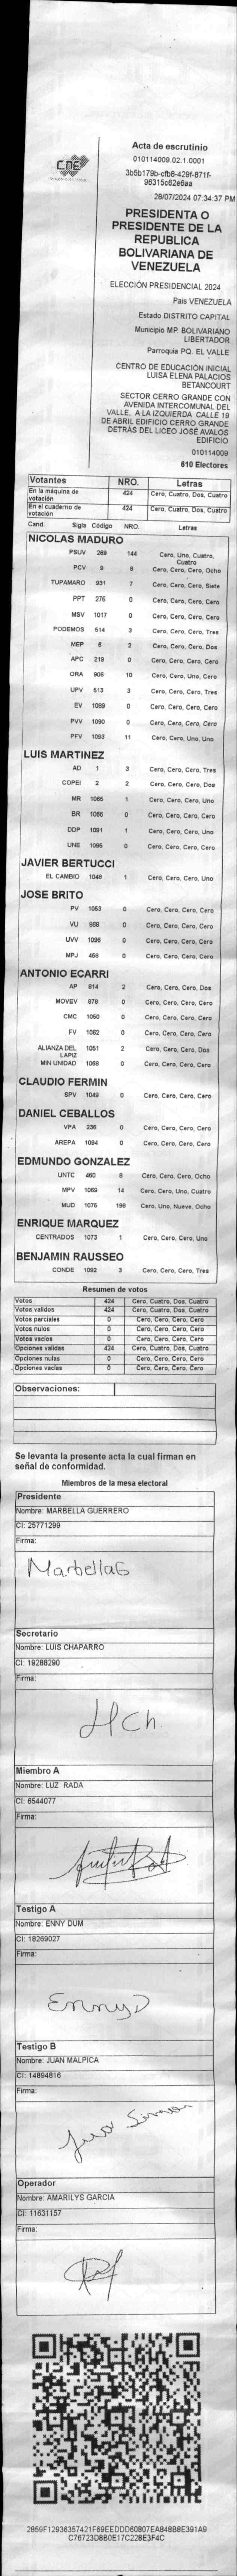 CNE
Acta de escrutinio
010114009.02.1.0001
3b5b179b-cfb8-429f-871f-
96315c62e6aa
28/07/2024 07:34:37 PM
PRESIDENTA O
PRESIDENTE DE LA
REPUBLICA
BOLIVARIANA DE
VENEZUELA
ELECCIÓN PRESIDENCIAL 2024
Pais VENEZUELA
Estado DISTRITO CAPITAL
Municipio MP. BOLIVARIANO
LIBERTADOR
Parroquia PQ. EL VALLE
CENTRO DE EDUCACIÓN INICIAL
LUISA ELENA PALACIOS
BETANCOURT
SECTOR CERRO GRANDE CON
AVENIDA INTERCOMUNAL DEL
VALLE, A LA IZQUIERDA CALLE 19
DE ABRIL EDIFICIO CERRO GRANDE
DETRÁS DEL LICEO JOSÉ AVALOS
EDIFICIO
010114009
610 Electores
Votantes NRO. Letras
En la máquina de votación 424 Cero, Cuatro, Dos, Cuatro
En el cuaderno de votación 424 Cero, Cuatro, Dos, Cuatro
Cand. Sigla Código NRO. Letras
NICOLAS MADURO
PSUV 269 144 Cero, Uno, Cuatro, Cuatro
PCV 9 8 Cero, Cero, Cero, Ocho
TUPAMARO 931 7 Cero, Cero, Cero, Siete
PPT 276 0 Cero, Cero, Cero, Cero
MSV 1017 0 Cero, Cero, Cero, Cero
PODEMOS 514 3 Cero, Cero, Cero, Tres
MEP 6 2 Cero, Cero, Cero, Dos
APC 219 0 Cero, Cero, Cero, Cero
ORA 906 10 Cero, Cero, Uno, Cero
UPV 513 3 Cero, Cero, Cero, Tres
EV 1089 0 Cero, Cero, Cero, Cero
PVV 1090 0 Cero, Cero, Cero, Cero
PFV 1093 11 Cero, Cero, Uno, Uno
LUIS MARTINEZ
AD 1 3 Cero, Cero, Cero, Tres
COPEI 2 2 Cero, Cero, Cero, Dos
MR 1065 1 Cero, Cero, Cero, Uno
BR 1066 0 Cero, Cero, Cero, Cero
DDP 1091 1 Cero, Cero, Cero, Uno
UNE 1095 0 Cero, Cero, Cero, Cero
JAVIER BERTUCCI
EL CAMBIO 1046 1 Cero, Cero, Cero, Uno
JOSE BRITO
PV 1063 0 Cero, Cero, Cero, Cero
VU 968 0 Cero, Cero, Cero, Cero
UVV 1096 0 Cero, Cero, Cero, Cero
MPJ 458 0 Cero, Cero, Cero, Cero
ANTONIO ECARRI
AP 914 2 Cero, Cero, Cero, Dos
MOVEV 878 0 Cero, Cero, Cero, Cero
CMC 1050 0 Cero, Cero, Cero, Cero
FV 1062 0 Cero, Cero, Cero, Cero
ALIANZA DEL LAPIZ 1051 2 Cero, Cero, Cero, Dos
MIN UNIDAD 1068 0 Cero, Cero, Cero, Cero
CLAUDIO FERMIN
SPV 1049 0 Cero, Cero, Cero, Cero
DANIEL CEBALLOS
VPA 236 0 Cero, Cero, Cero, Cero
AREPA 1094 0 Cero, Cero, Cero, Cero
EDMUNDO GONZALEZ
UNTC 460 8 Cero, Cero, Cero, Ocho
MPV 1069 14 Cero, Cero, Uno, Cuatro
MUD 1075 198 Cero, Uno, Nueve, Ocho
ENRIQUE MARQUEZ
CENTRADOS 1073 1 Cero, Cero, Cero, Uno
BENJAMIN RAUSSEO
CONDE 1092 3 Cero, Cero, Cero, Tres
Resumen de votos
Votos 424 Cero, Cuatro, Dos, Cuatro
Votos validos 424 Cero, Cuatro, Dos, Cuatro
Votos parciales 0 Cero, Cero, Cero, Cero
Votos nulos 0 Cero, Cero, Cero, Cero
Votos vacios 0 Cero, Cero, Cero, Cero
Opciones validas 424 Cero, Cuatro, Dos, Cuatro
Opciones nulas 0 Cero, Cero, Cero, Cero
Opciones vacias 0 Cero, Cero, Cero, Cero
Observaciones:
Se levanta la presente acta la cual firman en
señal de conformidad.
Miembros de la mesa electoral
Presidente
Nombre: MARBELLA GUERRERO
CI: 25771299
Firma:
MarbellaG
Secretario
Nombre: LUIS CHAPARRO
CI: 19288290
Firma:
Miembro A
Nombre: LUZ RADA
CI: 6544077
Firma:
Testigo A
Nombre: ENNY DUM
CI: 18269027
Firma:
EnnyD
Testigo B
Nombre: JUAN MALPICA
CI: 14894816
Firma:
Operador
Nombre: AMARILYS GARCIA
CI: 11631157
Firma:
2859F12936357421F69EEDDD60807EA848B8E391A9
C76723D8B0E17C228E3F4C